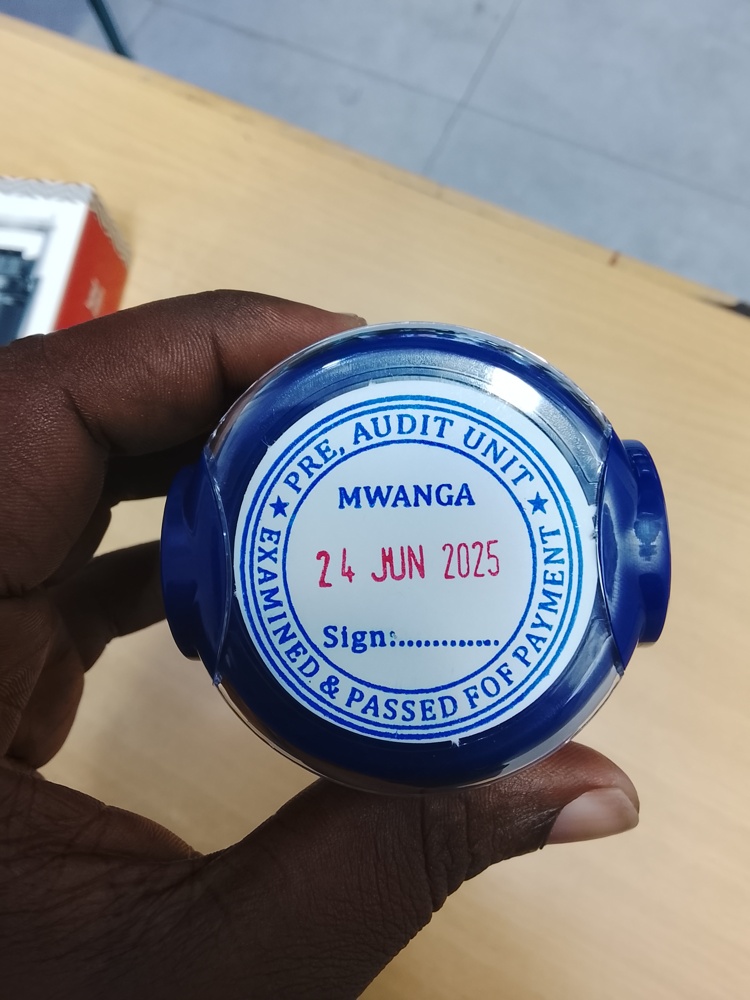 PRE, AUDIT UNIT
MWANGA
24 JUN 2025
Sign:............
★ EXAMINED & PASSED FOF PAYMENT ★